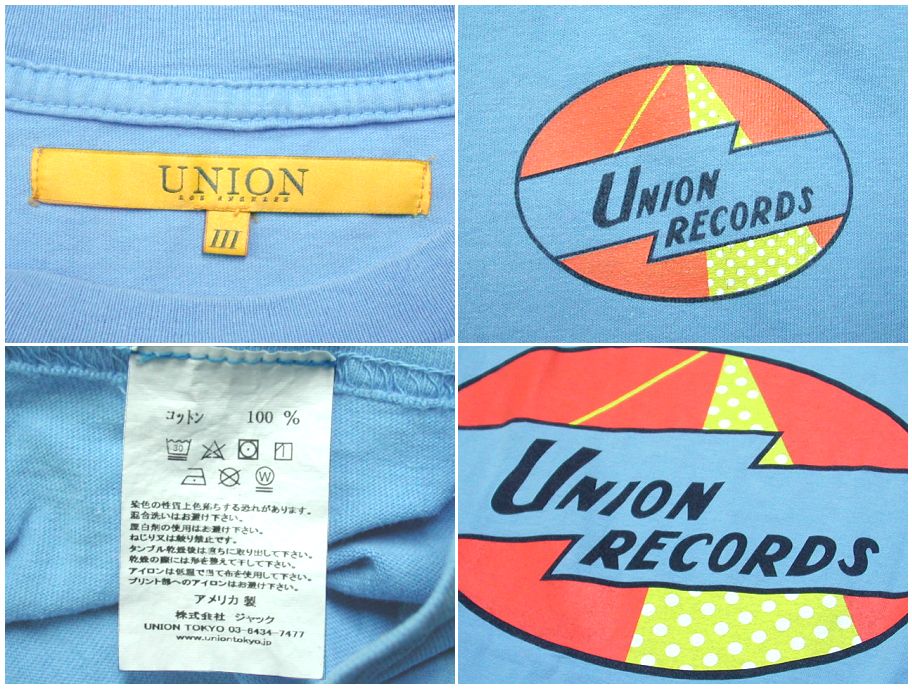 UNION
LOS ANGELES
III
UNION
RECORDS
コットン 100 %
30
W
染色の性質上色落ちする恐れがあります。
混合洗いはお避け下さい。
漂白剤の使用はお避け下さい。
ねじり又は絞り禁止です。
タンブル乾燥後は直ちに取り出して下さい。
乾燥の際には形を整えて干して下さい。
アイロンは低温で当て布を使用して下さい。
プリント部へのアイロンはお避け下さい。
アメリカ 製
株式会社 ジャック
UNION TOKYO 03-6434-7477
www.uniontokyo.jp
UNION
RECORDS